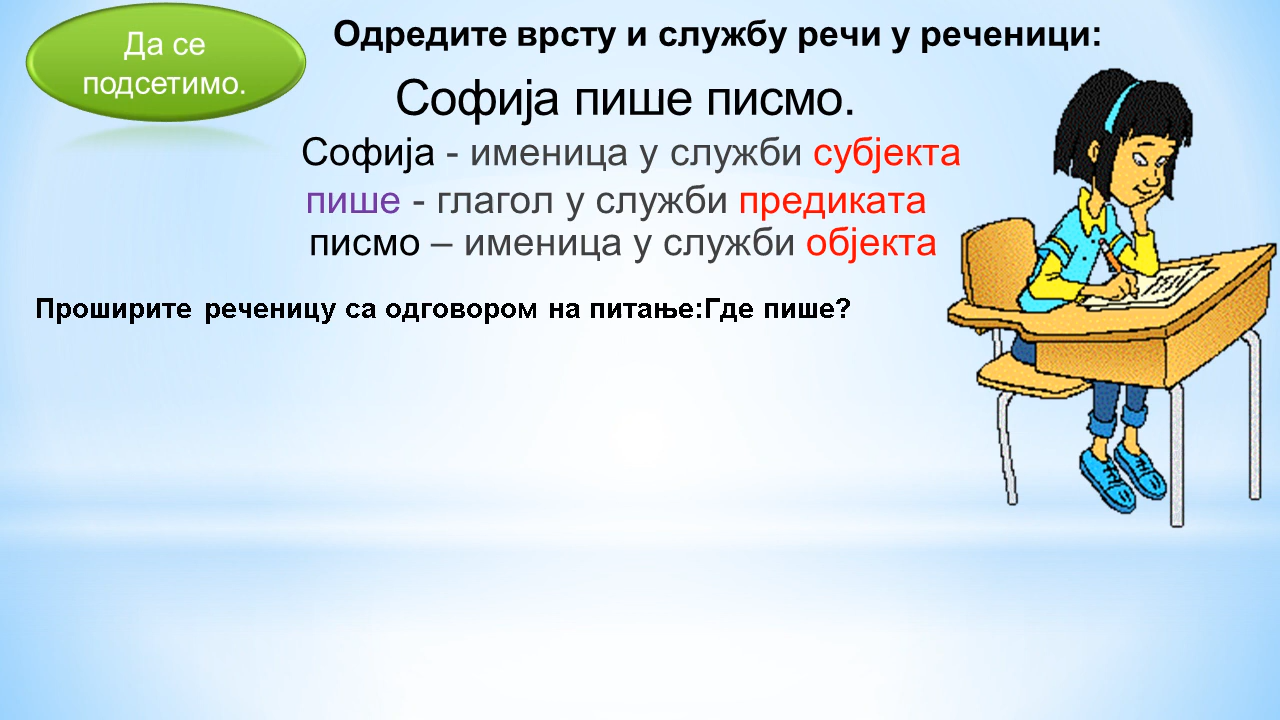 Да се
подсетимо.
Одредите врсту и службу речи у реченици:
Софија пише писмо.
Софија - именица у служби субјекта
пише - глагол у служби предиката
писмо – именица у служби објекта
Проширите реченицу са одговором на питање:Где пише?